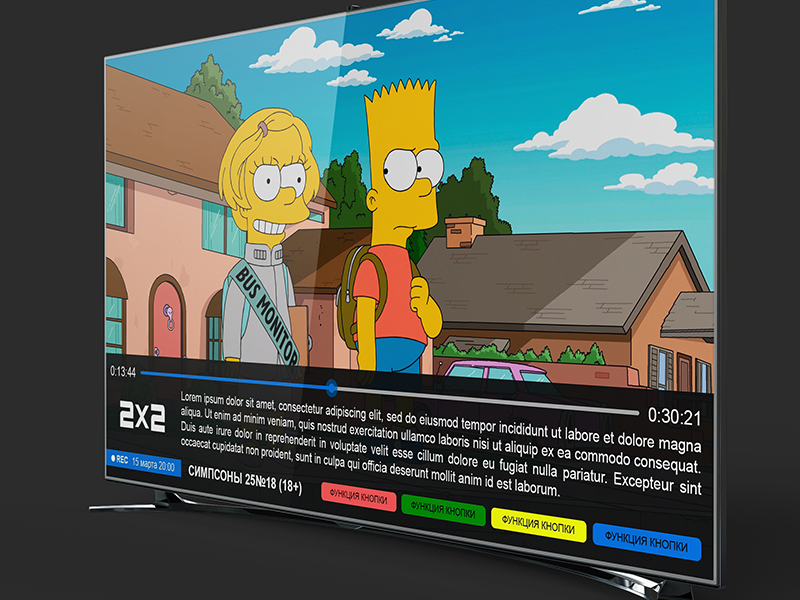 BUS MONITOR
0:13:44
0:30:21
2X2
Lorem ipsum dolor sit amet, consectetur adipiscing elit, sed do eiusmod tempor incididunt ut labore et dolore magna
aliqua. Ut enim ad minim veniam, quis nostrud exercitation ullamco laboris nisi ut aliquip ex ea commodo consequat.
Duis aute irure dolor in reprehenderit in voluptate velit esse cillum dolore eu fugiat nulla pariatur. Excepteur sint
occaecat cupidatat non proident, sunt in culpa qui officia deserunt mollit anim id est laborum.
REC 15 марта 20:00
СИМПСОНЫ 25№18 (18+)
ФУНКЦИЯ КНОПКИ
ФУНКЦИЯ КНОПКИ
ФУНКЦИЯ КНОПКИ
ФУНКЦИЯ КНОПКИ